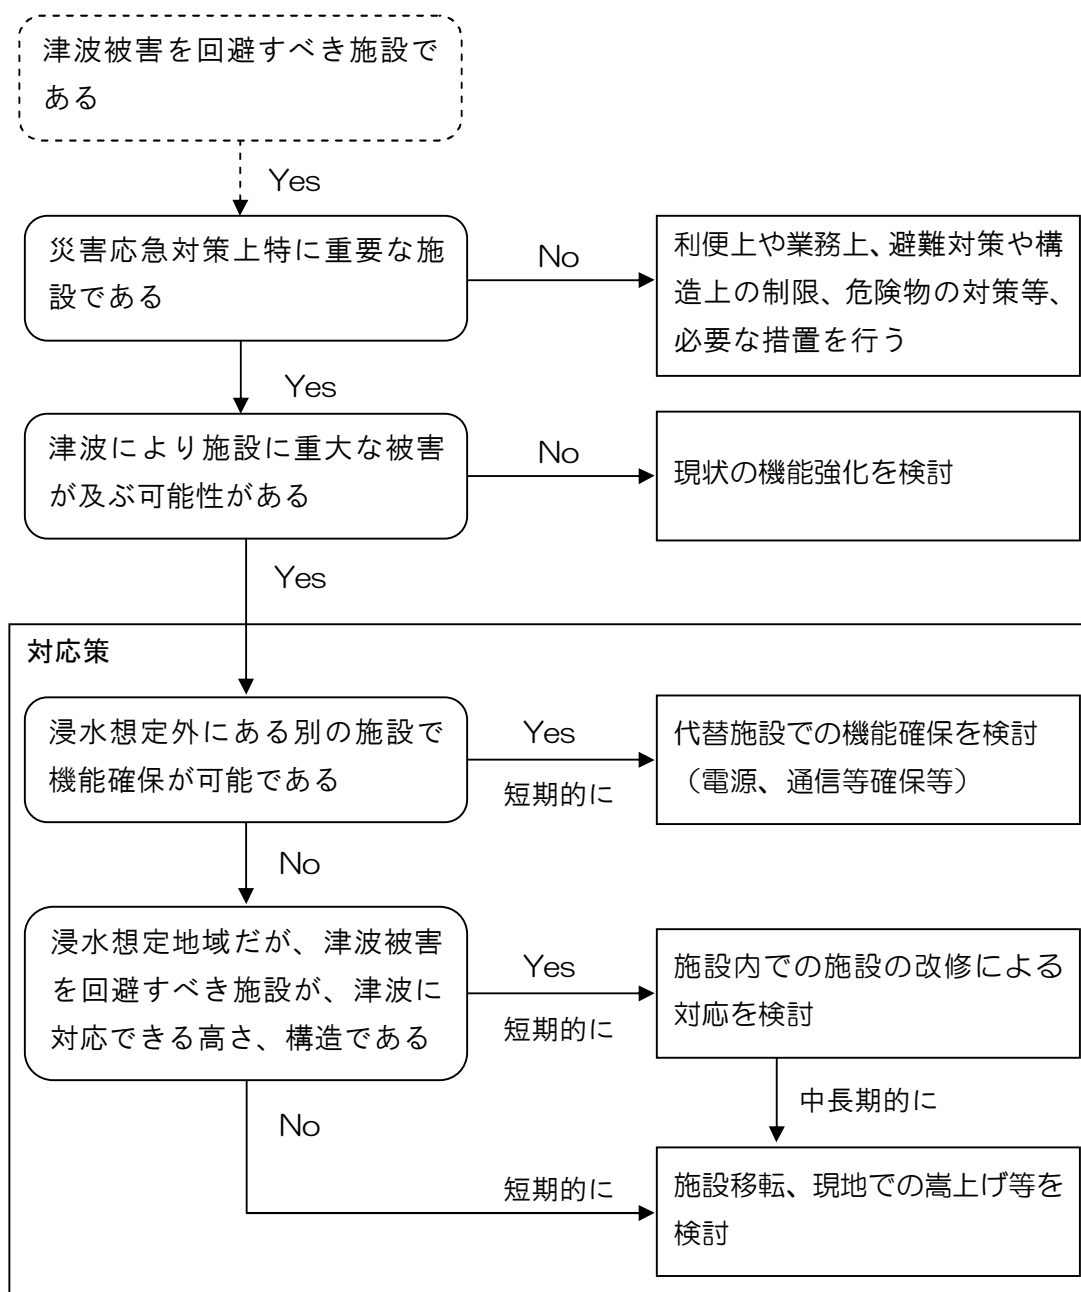 津波被害を回避すべき施設で
ある
Yes
災害応急対策上特に重要な施
設である
No
利便上や業務上、避難対策や構
造上の制限、危険物の対策等、
必要な措置を行う
Yes
津波により施設に重大な被害
が及ぶ可能性がある
No
現状の機能強化を検討
Yes
対応策
浸水想定外にある別の施設で
機能確保が可能である
Yes
短期的に
代替施設での機能確保を検討
（電源、通信等確保等）
No
浸水想定地域だが、津波被害
を回避すべき施設が、津波に
対応できる高さ、構造である
Yes
短期的に
施設内での施設の改修による
対応を検討
中長期的に
No
短期的に
施設移転、現地での嵩上げ等を
検討